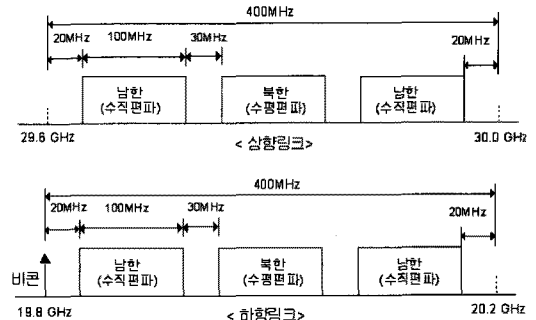 400MHz
20MHz 100MHz 30MHz 20MHz
남한 북한 남한
(수직편파) (수평편파) (수직편파)
29.6 GHz < 상향링크> 30.0 GHz
400MHz
20MHz 100MHz 30MHz 20MHz
비콘
남한 북한 남한
(수직편파) (수평편파) (수직편파)
19.8 GHz < 하향링크> 20.2 GHz